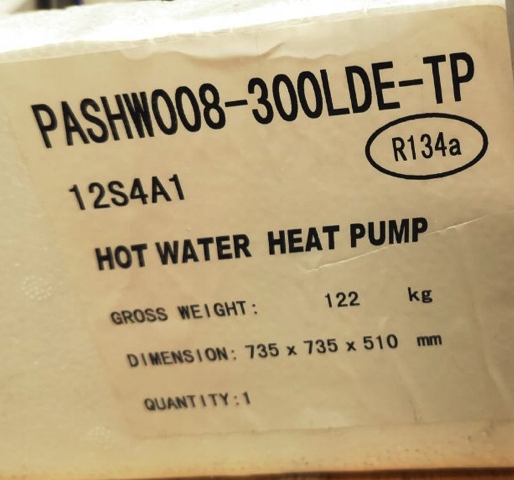 PASHW008-300LDE-TP
R134a
12S4A1
HOT WATER HEAT PUMP
GROSS WEIGHT: 122 kg
DIMENSION: 735 x 735 x 510 mm
QUANTITY:1